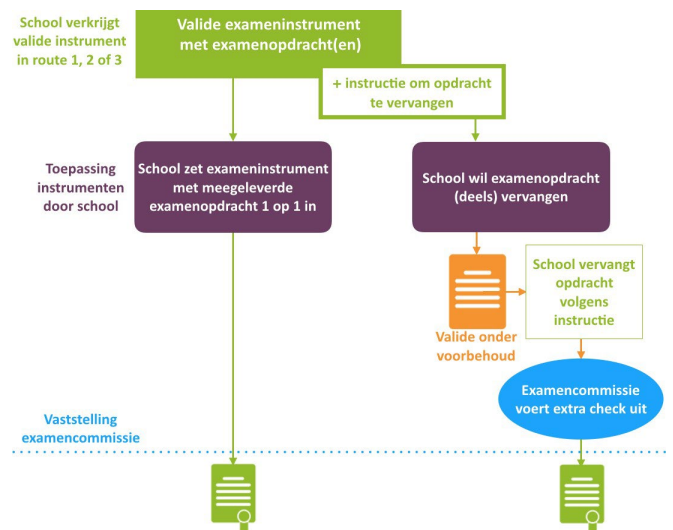 School verkrijgt
valide instrument
in route 1, 2 of 3
Valide exameninstrument
met examenopdracht(en)
+ instructie om opdracht
te vervangen
Toepassing
instrumenten
door school
School zet exameninstrument
met meegeleverde
examenopdracht 1 op 1 in
School wil examenopdracht
(deels) vervangen
School vervangt
opdracht
volgens
instructie
Valide onder
voorbehoud
Examencommissie
voert extra check uit
Vaststelling
examencommissie